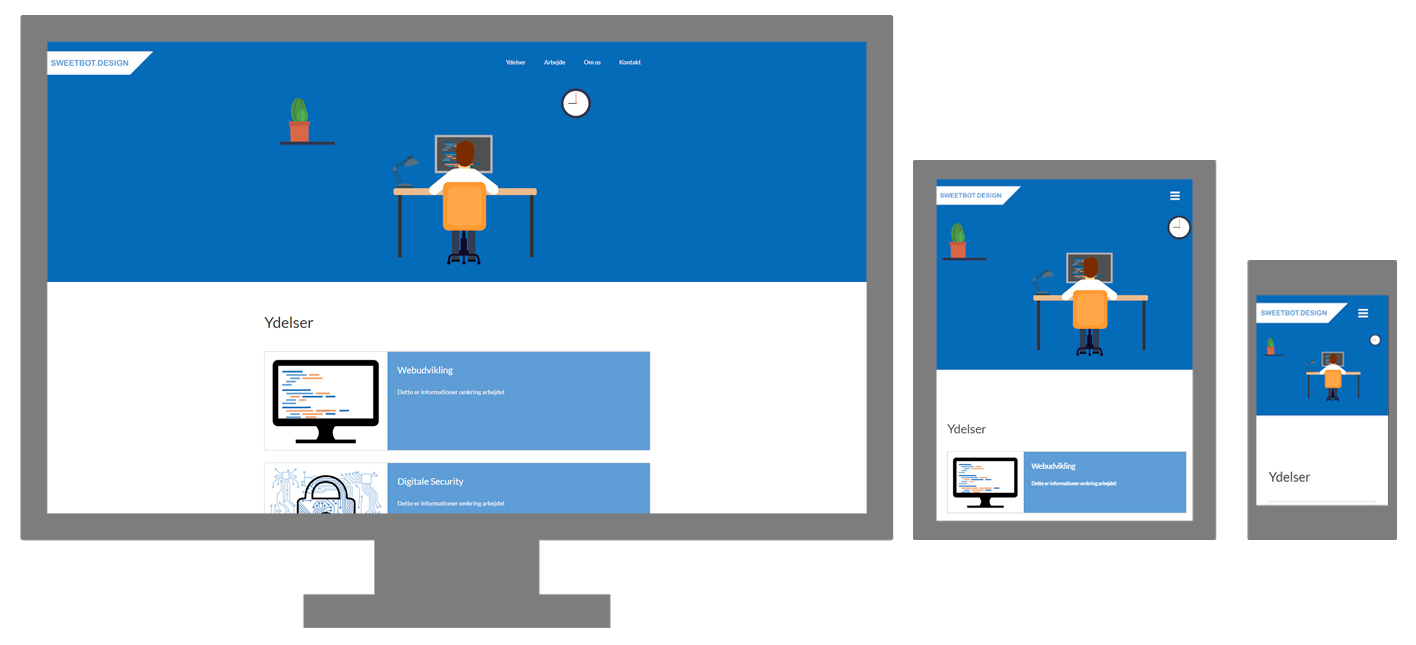 SWEETBOT.DESIGN
Ydelser Arbejde Om os Kontakt
Ydelser
Webudvikling
Dette er informationer omkring arbejdet
Digitale Security
Dette er informationer omkring arbejdet
SWEETBOT.DESIGN
Ydelser
Webudvikling
Dette er informationer omkring arbejdet
SWEETBOT.DESIGN
Ydelser